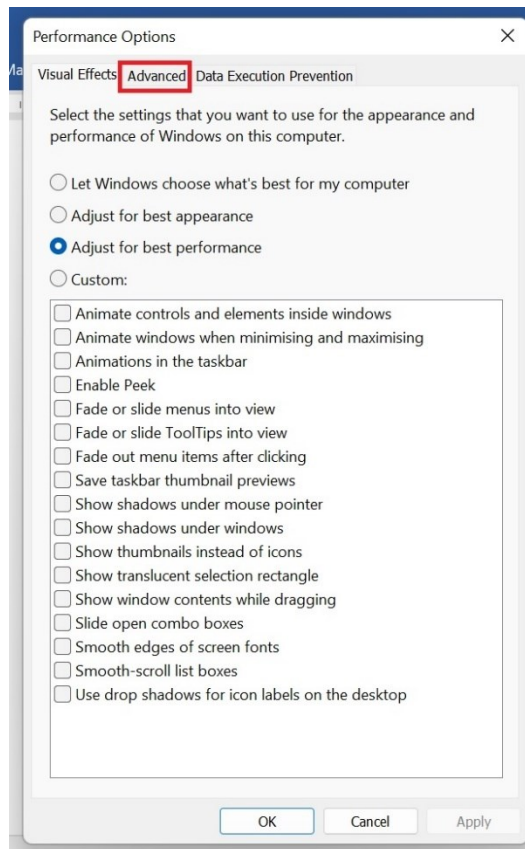 Performance Options
Ma
Visual Effects Advanced Data Execution Prevention
Select the settings that you want to use for the appearance and
performance of Windows on this computer.
Let Windows choose what's best for my computer
Adjust for best appearance
Adjust for best performance
Custom:
Animate controls and elements inside windows
Animate windows when minimising and maximising
Animations in the taskbar
Enable Peek
Fade or slide menus into view
Fade or slide ToolTips into view
Fade out menu items after clicking
Save taskbar thumbnail previews
Show shadows under mouse pointer
Show shadows under windows
Show thumbnails instead of icons
Show translucent selection rectangle
Show window contents while dragging
Slide open combo boxes
Smooth edges of screen fonts
Smooth-scroll list boxes
Use drop shadows for icon labels on the desktop
OK Cancel Apply